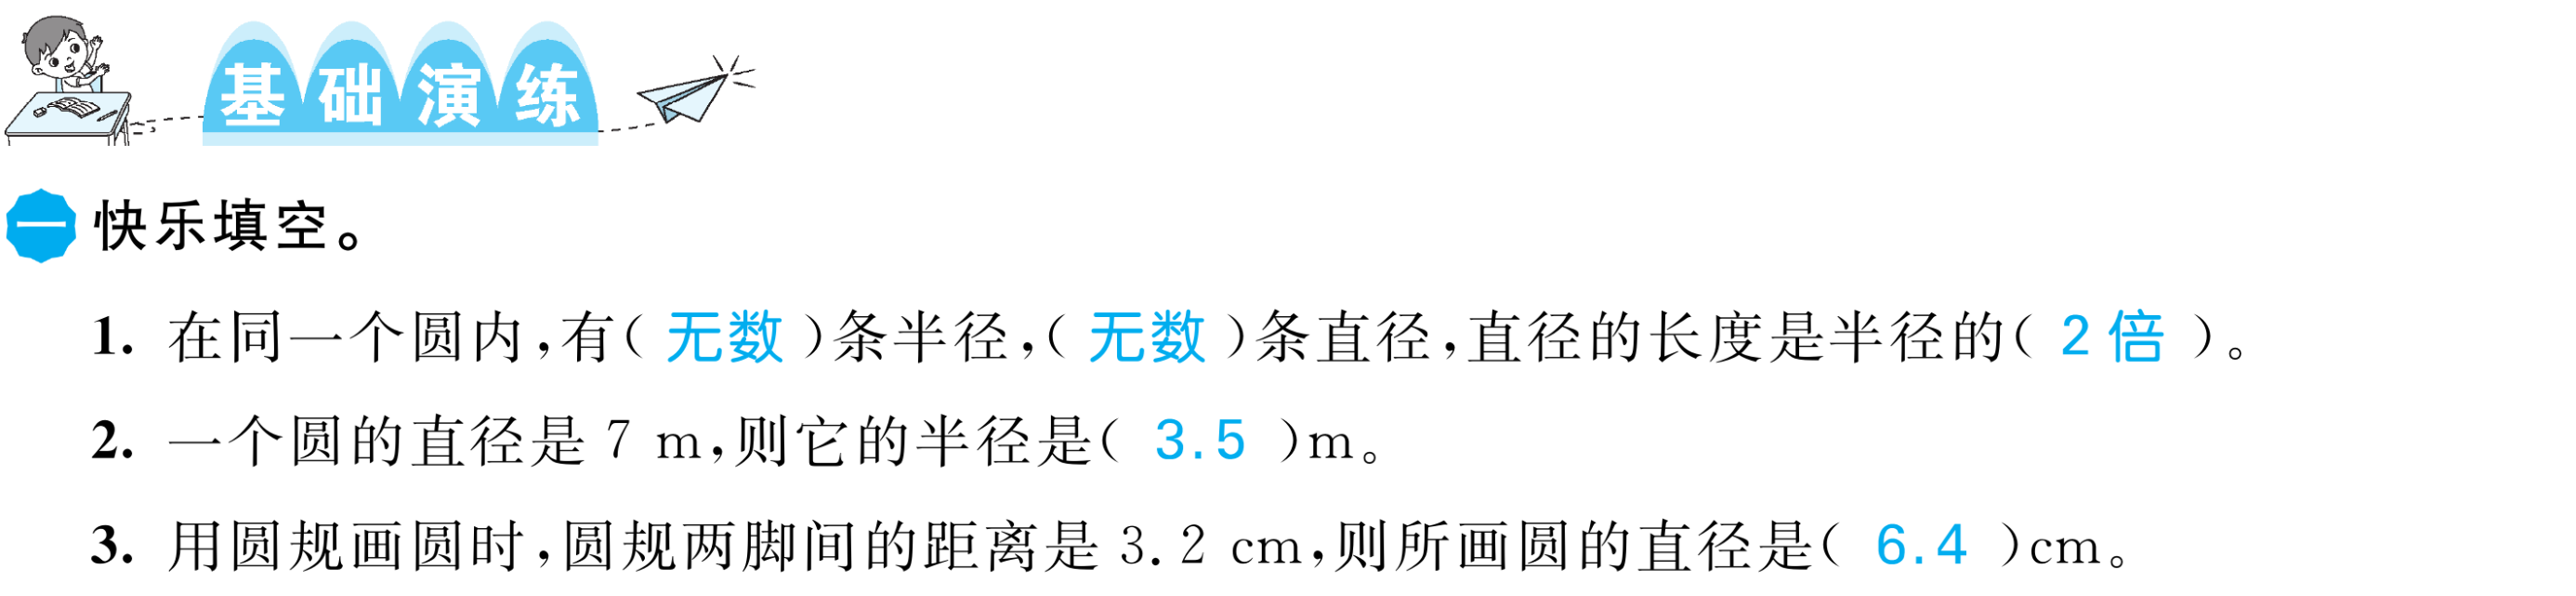 基础演练
一 快乐填空。
1. 在同一个圆内,有( 无数 )条半径,( 无数 )条直径,直径的长度是半径的( 2倍 )。
2. 一个圆的直径是 7 m,则它的半径是( 3.5 )m。
3. 用圆规画圆时,圆规两脚间的距离是 3.2 cm,则所画圆的直径是( 6.4 )cm。